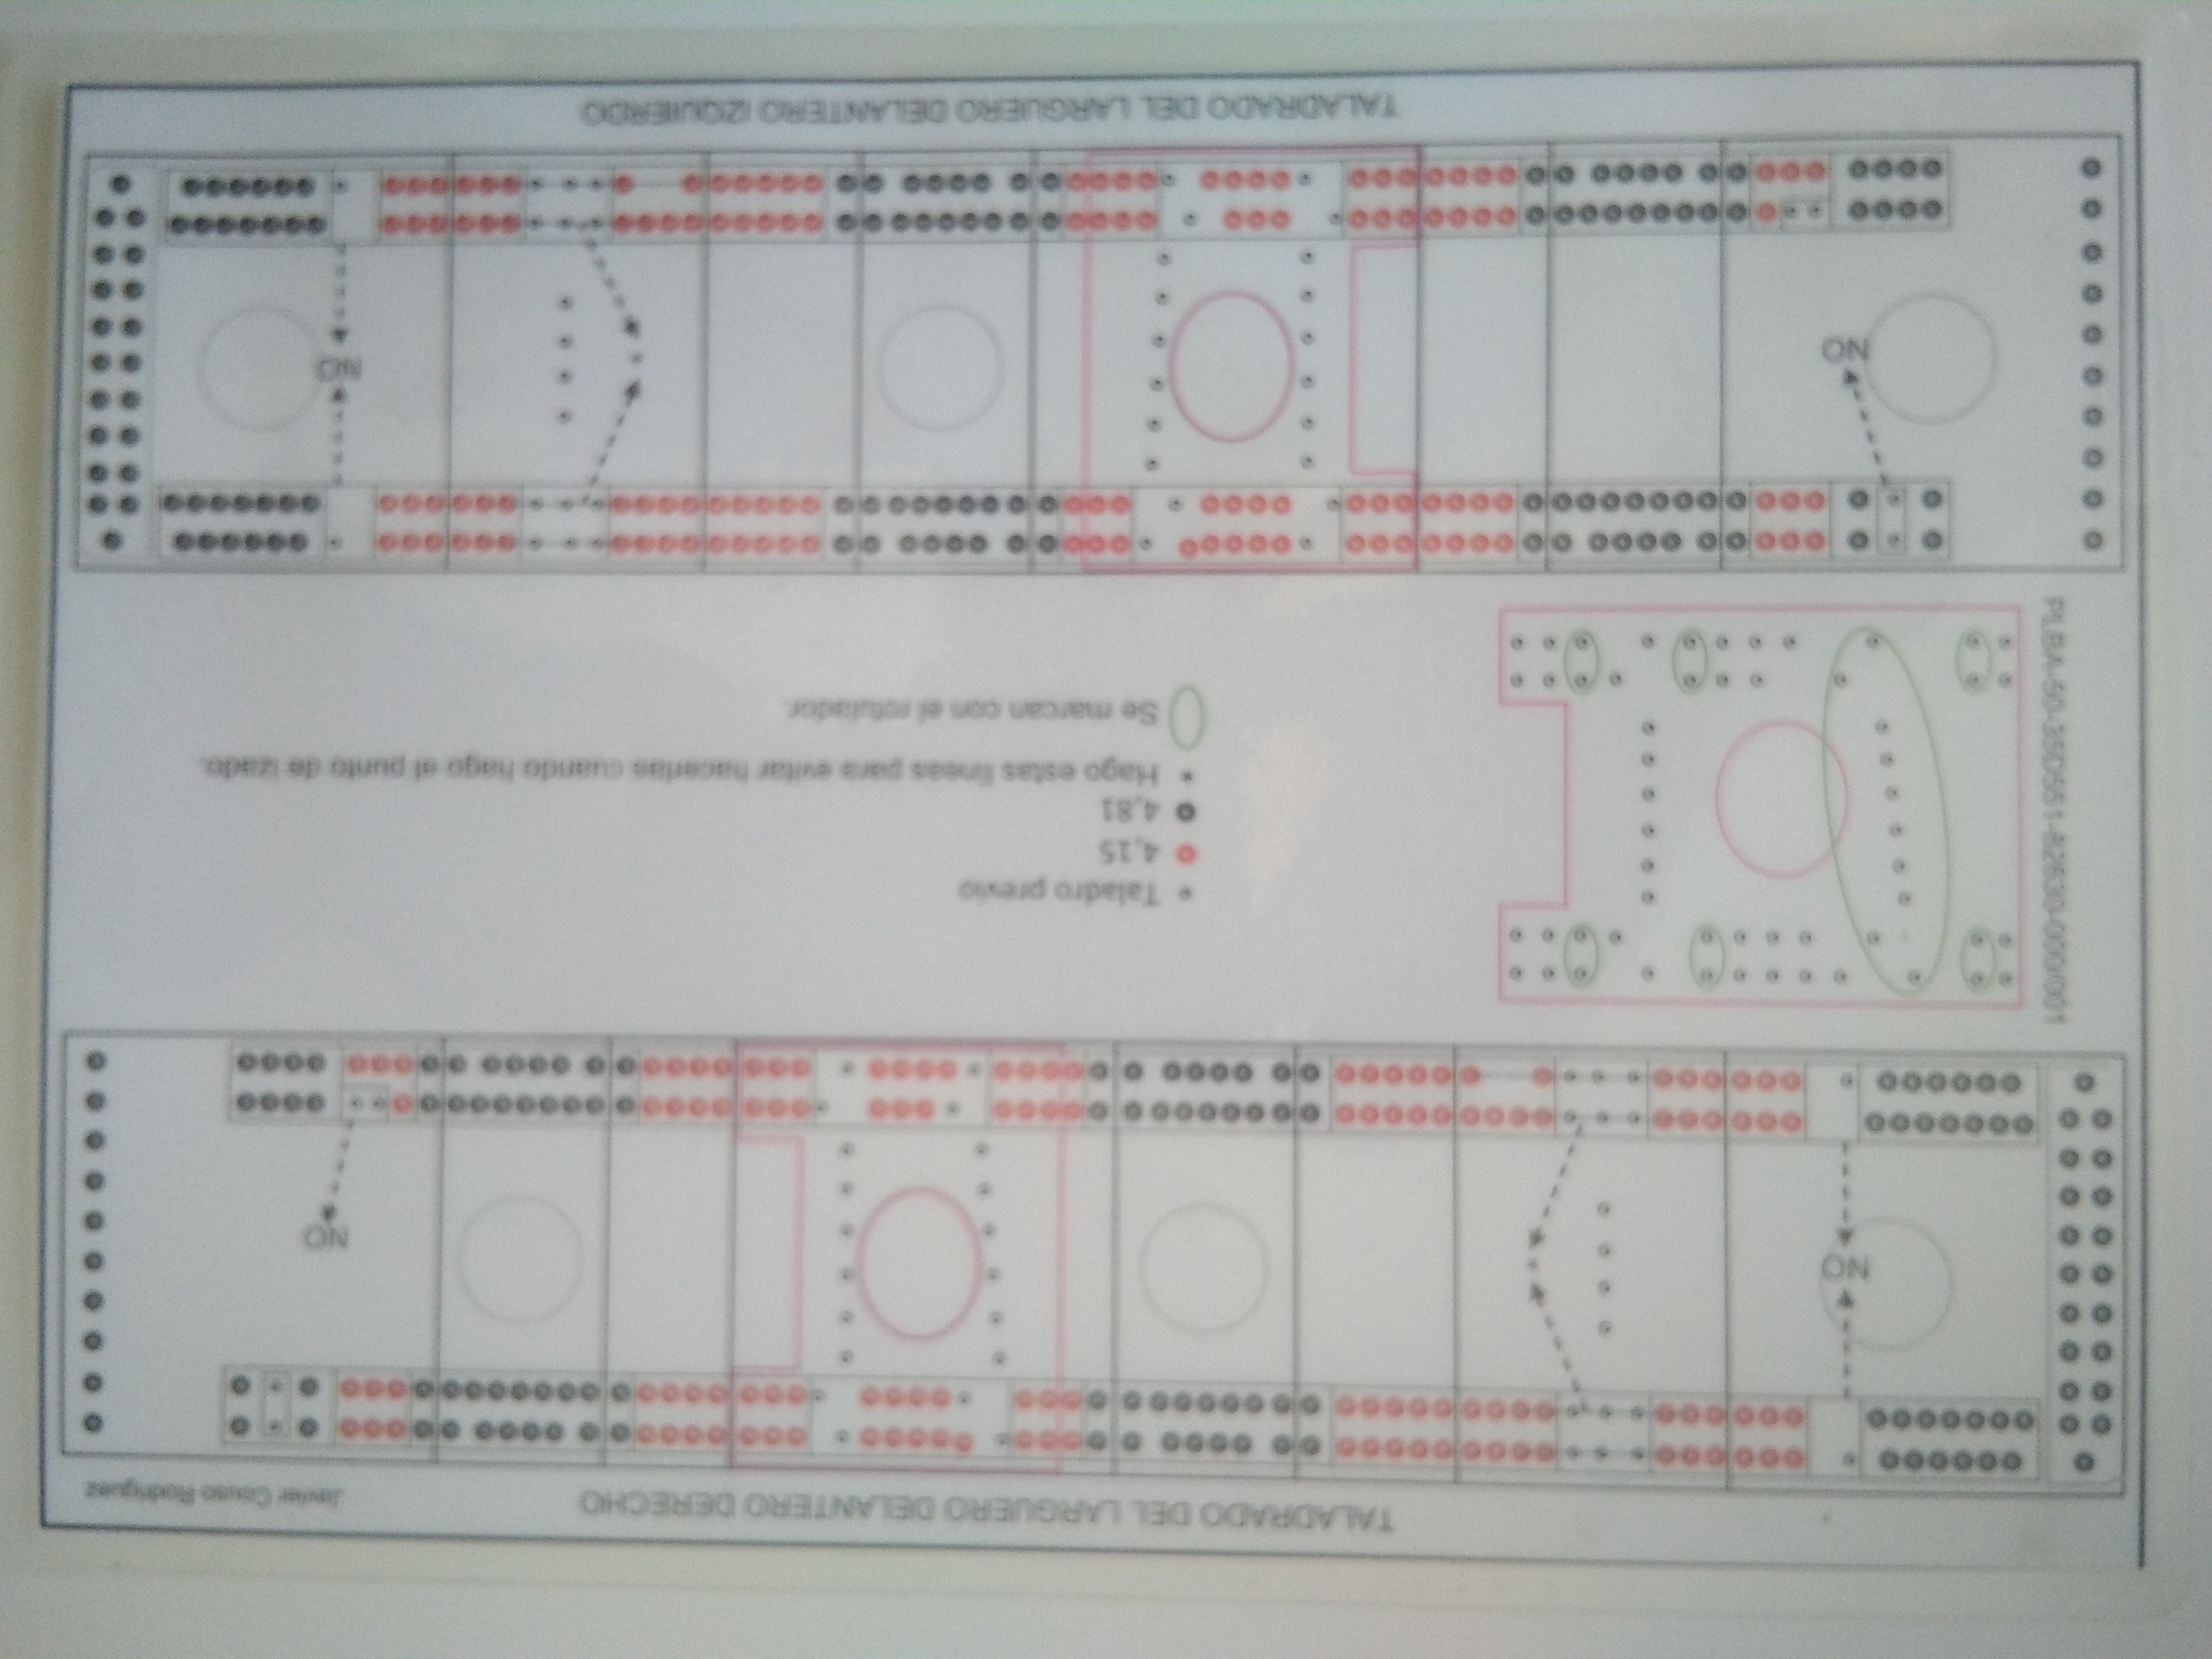 TALADRADO DEL LARGUERO DELANTERO DERECHO
Javier Couso Rodriguez
NO
NO
PLBA-50-35D551-82630-000/001
Taladro previo
4,15
4,81
Hago estas líneas para evitar hacerlas cuando hago el punto de izado.
Se marcan con el rotulador.
NO
NO
TALADRADO DEL LARGUERO DELANTERO IZQUIERDO